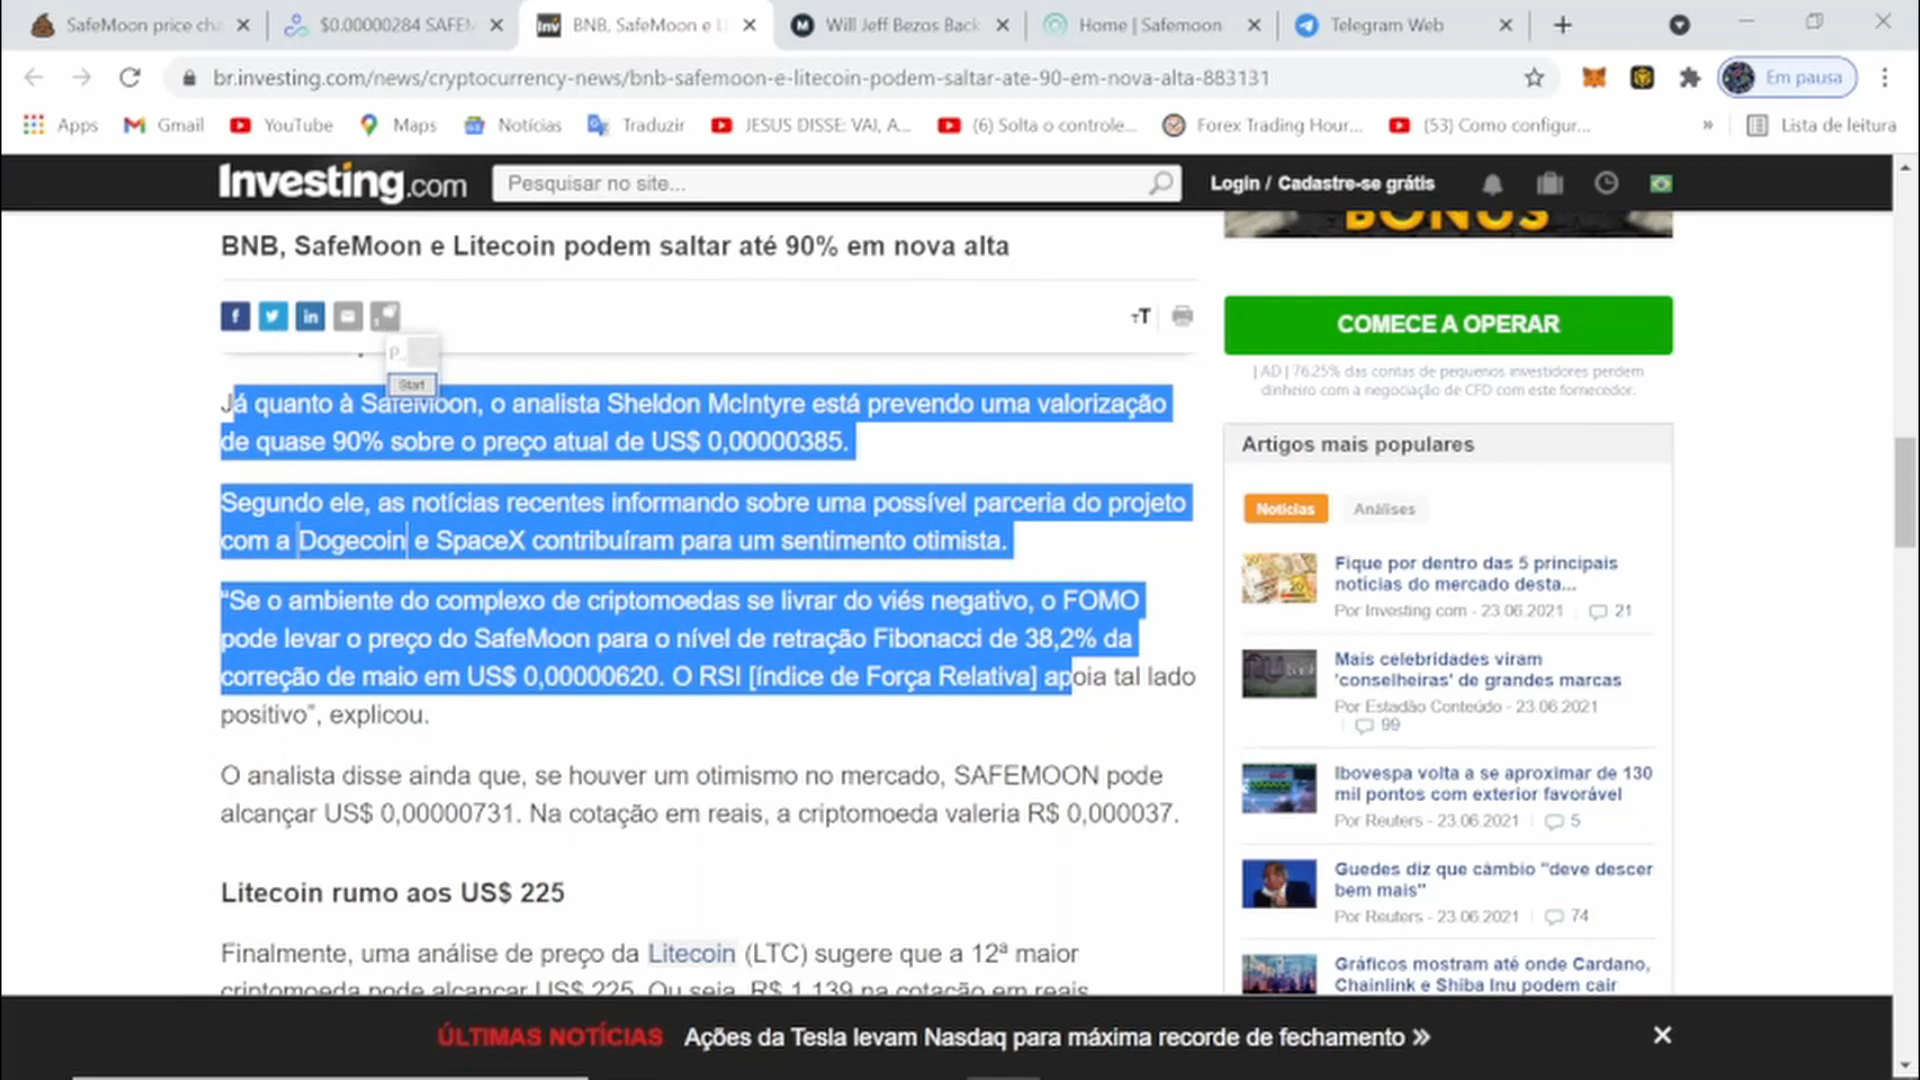 SafeMoon price cha
$0.00000284 SAFEM
BNB, SafeMoon e Li
Will Jeff Bezos Back
Home | Safemoon
Telegram Web
br.investing.com/news/cryptocurrency-news/bnb-safemoon-e-litecoin-podem-saltar-ate-90-em-nova-alta-883131
Em pausa
Apps
Gmail
YouTube
Maps
Notícias
Traduzir
JESUS DISSE: VAI, A...
(6) Solta o controle...
Forex Trading Hour...
(53) Como configur...
»
Lista de leitura
Investing.com
Pesquisar no site...
Login / Cadastre-se grátis
BONUS
BNB, SafeMoon e Litecoin podem saltar até 90% em nova alta
P...
Start
Já quanto à SafeMoon, o analista Sheldon McIntyre está prevendo uma valorização
de quase 90% sobre o preço atual de US$ 0,00000385.
Segundo ele, as notícias recentes informando sobre uma possível parceria do projeto
com a Dogecoin e SpaceX contribuíram para um sentimento otimista.
“Se o ambiente do complexo de criptomoedas se livrar do viés negativo, o FOMO
pode levar o preço do SafeMoon para o nível de retração Fibonacci de 38,2% da
correção de maio em US$ 0,00000620. O RSI [índice de Força Relativa] apoia tal lado
positivo”, explicou.
O analista disse ainda que, se houver um otimismo no mercado, SAFEMOON pode
alcançar US$ 0,00000731. Na cotação em reais, a criptomoeda valeria R$ 0,000037.
Litecoin rumo aos US$ 225
Finalmente, uma análise de preço da Litecoin (LTC) sugere que a 12ª maior
criptomoeda pode alcançar US$ 225. Ou seja, R$ 1.139 na cotação em reais.
COMECE A OPERAR
| AD | 76.25% das contas de pequenos investidores perdem
dinheiro com a negociação de CFD com este fornecedor.
Artigos mais populares
Notícias
Análises
Fique por dentro das 5 principais
notícias do mercado desta...
Por Investing.com - 23.06.2021 | 21
Mais celebridades viram
'conselheiras' de grandes marcas
Por Estadão Conteúdo - 23.06.2021
| 99
Ibovespa volta a se aproximar de 130
mil pontos com exterior favorável
Por Reuters - 23.06.2021 | 5
Guedes diz que câmbio "deve descer
bem mais"
Por Reuters - 23.06.2021 | 74
Gráficos mostram até onde Cardano,
Chainlink e Shiba Inu podem cair
ÚLTIMAS NOTÍCIAS Ações da Tesla levam Nasdaq para máxima recorde de fechamento »